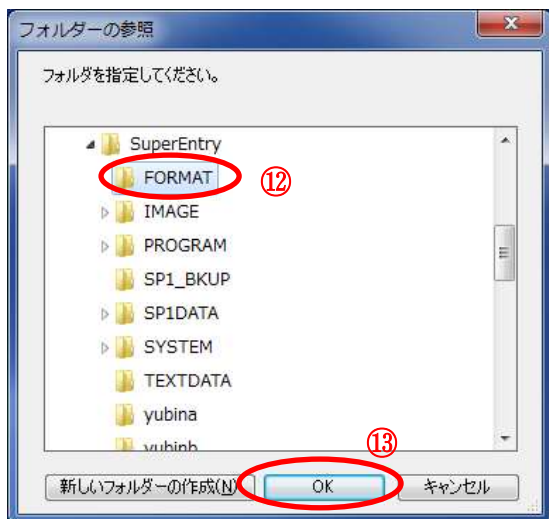 フォルダーの参照
フォルダを指定してください。
SuperEntry
FORMAT
⑫
IMAGE
PROGRAM
SP1_BKUP
SP1DATA
SYSTEM
TEXTDATA
yubina
yubinb
⑬
新しいフォルダーの作成(N)
OK
キャンセル